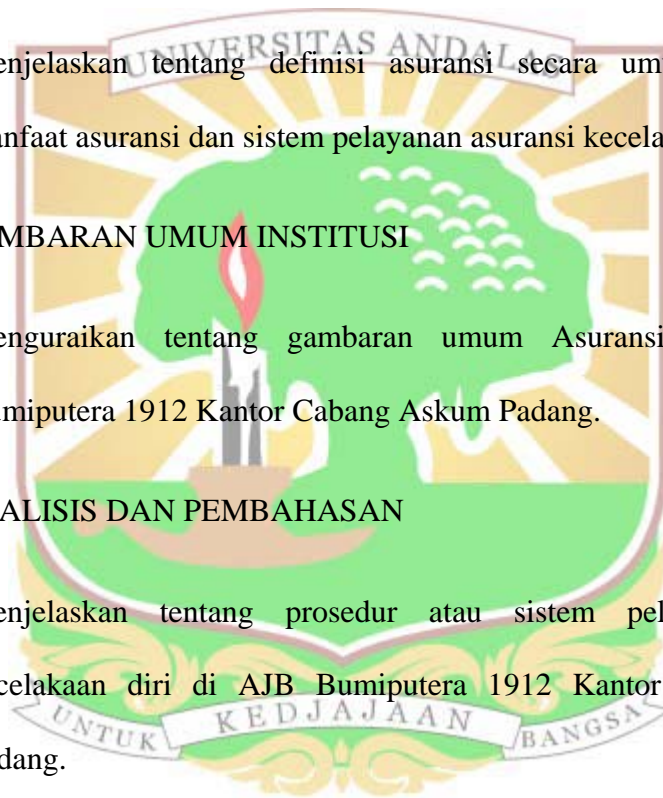 UNIVERSITAS ANDALAS
enjelaskan tentang definisi asuransi secara um
anfaat asuransi dan sistem pelayanan asuransi kecela
MBARAN UMUM INSTITUSI
enguraikan tentang gambaran umum Asuransi
umiputera 1912 Kantor Cabang Askum Padang.
ALISIS DAN PEMBAHASAN
enjelaskan tentang prosedur atau sistem pel
celakaan diri di AJB Bumiputera 1912 Kantor
UNTUK KEDJAJAAN BANGSA
dang.